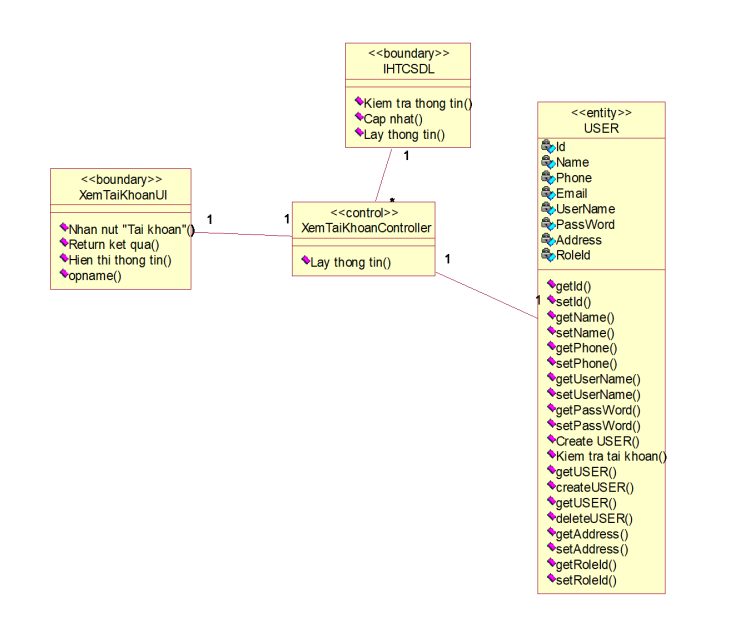 <<boundary>>
IHTCSDL
Kiem tra thong tin()
Cap nhat()
Lay thong tin()
1
<<boundary>>
XemTaiKhoanUI
Nhan nut "Tai khoan"()
Return ket qua()
Hien thi thong tin()
opname()
1
1
*
<<control>>
XemTaiKhoanController
Lay thong tin()
1
1
<<entity>>
USER
Id
Name
Phone
Email
UserName
PassWord
Address
RoleId
getId()
setId()
getName()
setName()
getPhone()
setPhone()
getUserName()
setUserName()
getPassWord()
setPassWord()
Create USER()
Kiem tra tai khoan()
getUSER()
createUSER()
getUSER()
deleteUSER()
getAddress()
setAddress()
getRoleId()
setRoleId()